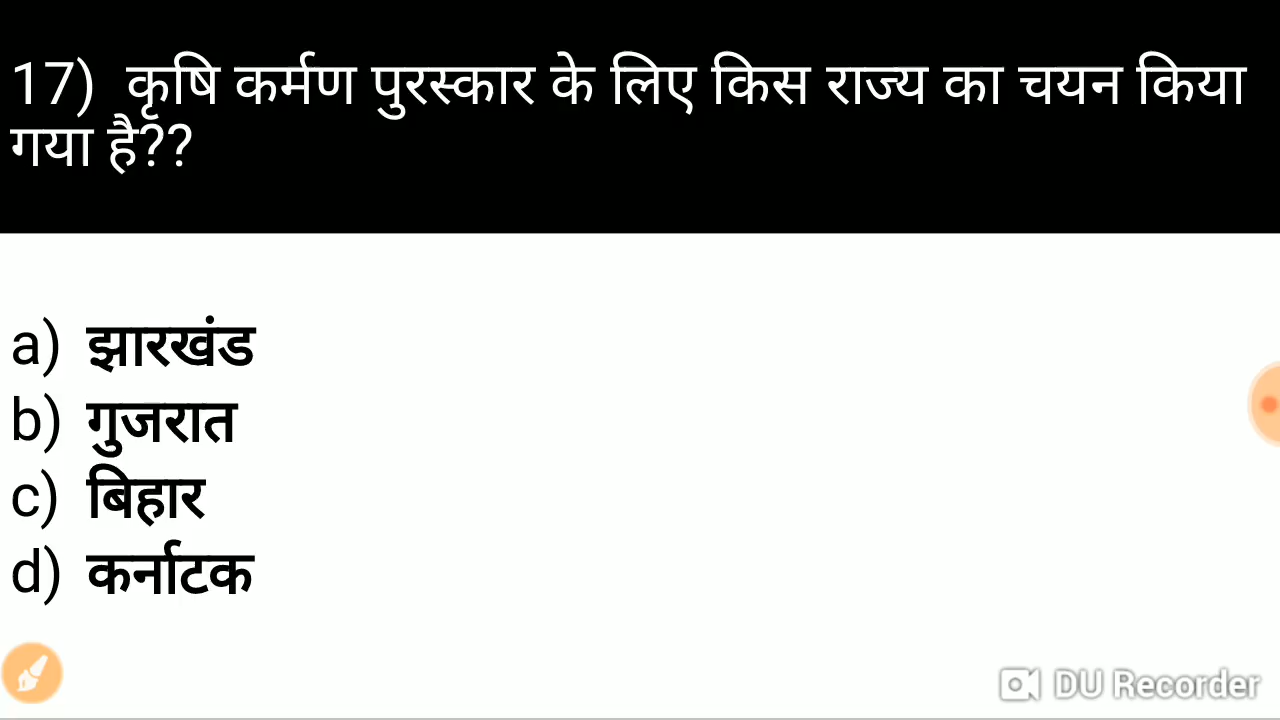 17) कृषि कर्मण पुरस्कार के लिए किस राज्य का चयन किया
गया है??
a) झारखंड
b) गुजरात
c) बिहार
d) कर्नाटक
DU Recorder